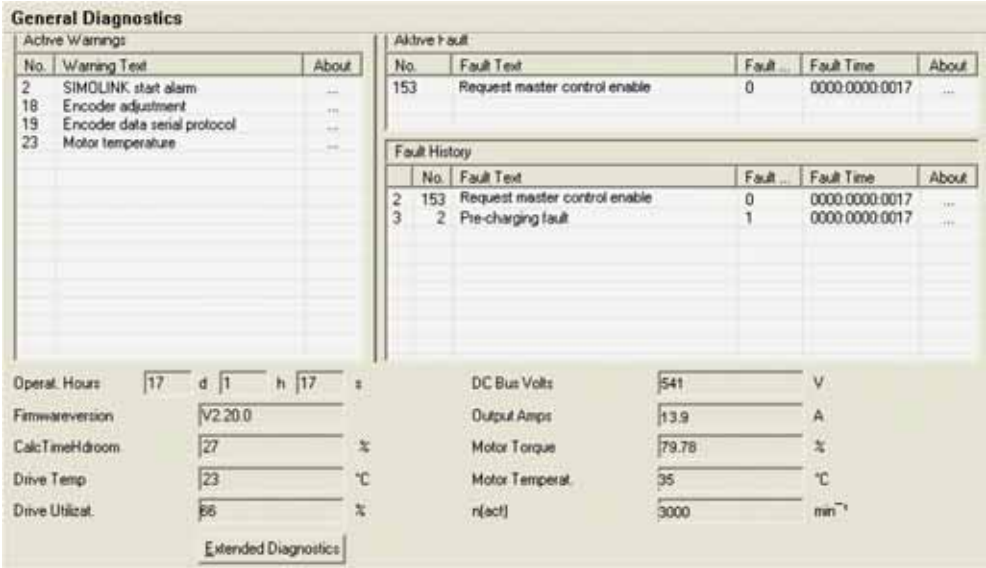 General Diagnostics
Active Warnings
No. Warning Text About
2 SIMOLINK start alarm ...
18 Encoder adjustment ...
19 Encoder data serial protocol ...
23 Motor temperature ...
Aktive Fault
No. Fault Text Fault ... Fault Time About
153 Request master control enable 0 0000:0000:0017 ...
Fault History
No. Fault Text Fault ... Fault Time About
2 153 Request master control enable 0 0000:0000:0017 ...
3 2 Pre-charging fault 1 0000:0000:0017 ...
Operat. Hours 17 d 1 h 17 s
Firmwareversion V2.20.0
CalcTimeHdroom 27 %
Drive Temp 23 °C
Drive Utilizat. 66 %
Extended Diagnostics
DC Bus Volts 541 V
Output Amps 13.9 A
Motor Torque 79.78 %
Motor Temperat. 35 °C
n(act) 3000 min⁻¹